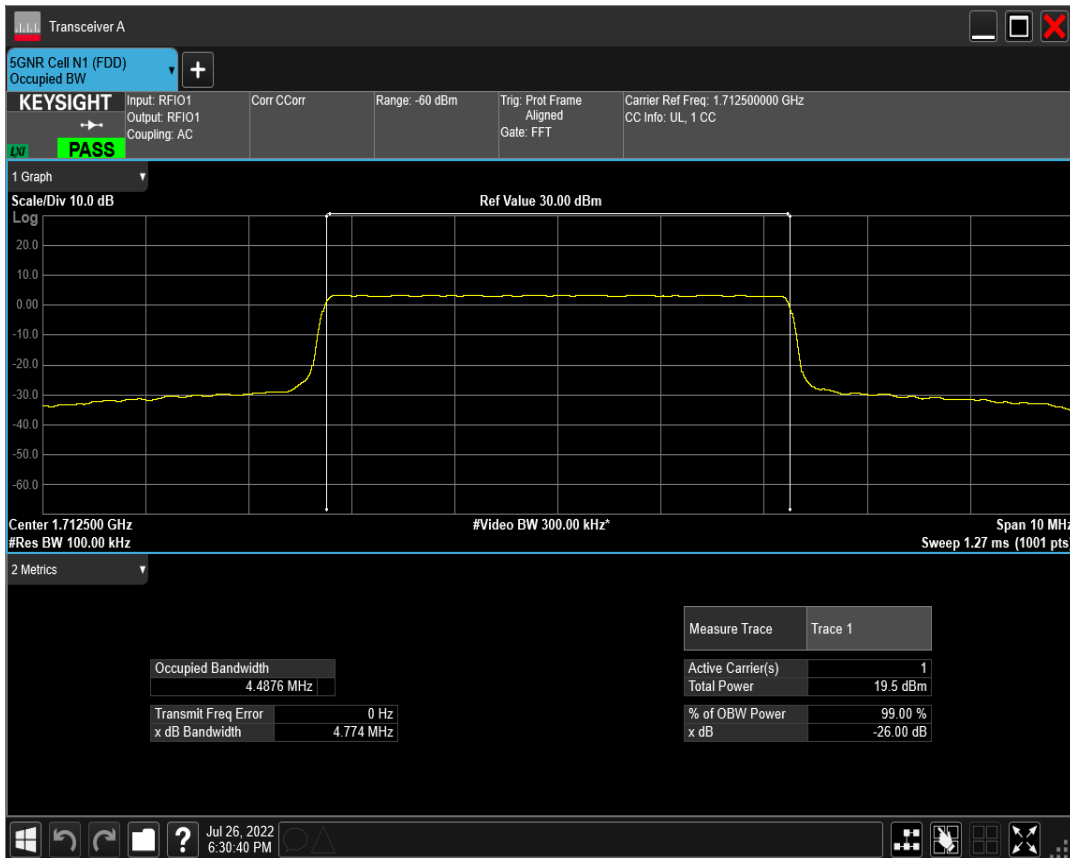 Transceiver A
5GNR Cell N1 (FDD)
Occupied BW
+
KEYSIGHT
LXI
PASS
Input: RFIO1
Output: RFIO1
Coupling: AC
Corr CCorr
Range: -60 dBm
Trig: Prot Frame
Aligned
Gate: FFT
Carrier Ref Freq: 1.712500000 GHz
CC Info: UL, 1 CC
1 Graph
Scale/Div 10.0 dB
Ref Value 30.00 dBm
Log
20.0
10.0
0.00
-10.0
-20.0
-30.0
-40.0
-50.0
-60.0
Center 1.712500 GHz
#Video BW 300.00 kHz*
Span 10 MHz
#Res BW 100.00 kHz
Sweep 1.27 ms (1001 pts)
2 Metrics
Measure Trace Trace 1
Occupied Bandwidth
4.4876 MHz
Active Carrier(s) 1
Total Power 19.5 dBm
Transmit Freq Error 0 Hz
x dB Bandwidth 4.774 MHz
% of OBW Power 99.00 %
x dB -26.00 dB
?
Jul 26, 2022
6:30:40 PM